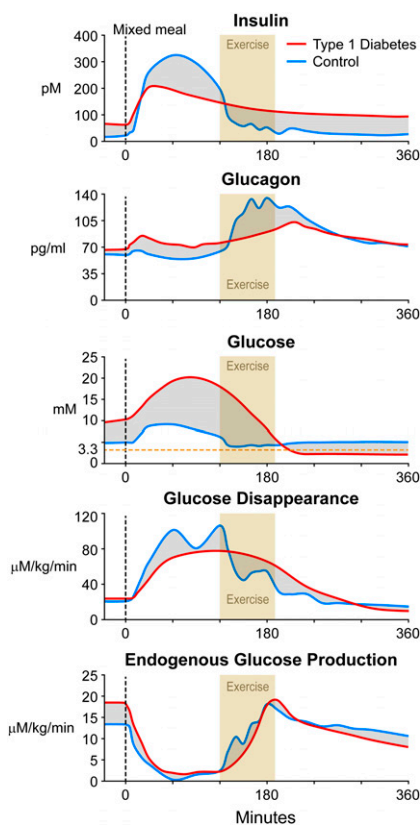 Insulin
Mixed meal
400
300
200
100
0
pM
Exercise
Type 1 Diabetes
Control
0
180
360
Glucagon
140
105
70
35
0
pg/ml
Exercise
0
180
360
Glucose
25
20
15
10
5
3.3
0
mM
Exercise
0
180
360
Glucose Disappearance
120
80
40
0
μM/kg/min
Exercise
0
180
360
Endogenous Glucose Production
25
20
15
10
5
0
μM/kg/min
Exercise
0
180
360
Minutes